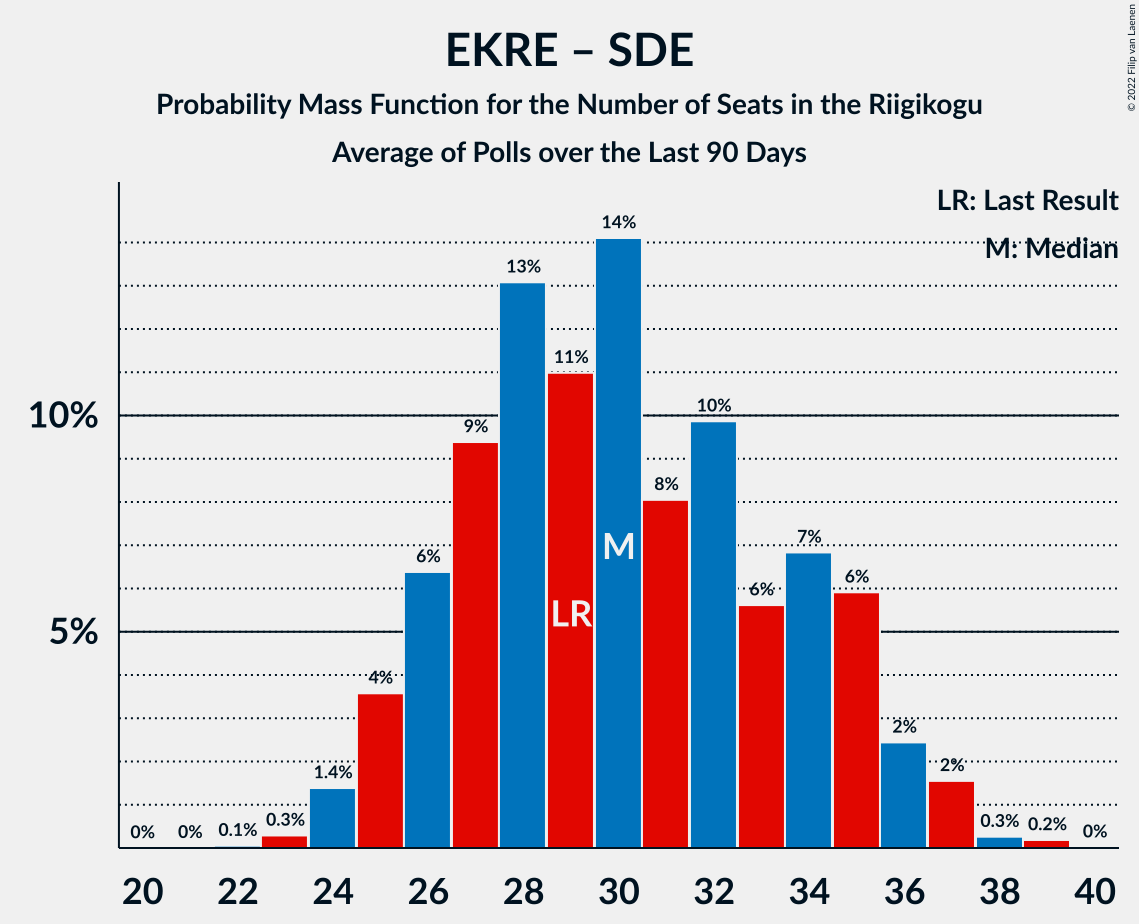 EKRE – SDE
Probability Mass Function for the Number of Seats in the Riigikogu
Average of Polls over the Last 90 Days
© 2022 Filip van Laenen
LR: Last Result
M: Median
10%
5%
0%
0%
0.1%
0.3%
1.4%
4%
6%
9%
13%
11%
14%
8%
10%
6%
7%
6%
2%
2%
0.3%
0.2%
0%
LR
M
20 22 24 26 28 30 32 34 36 38 40